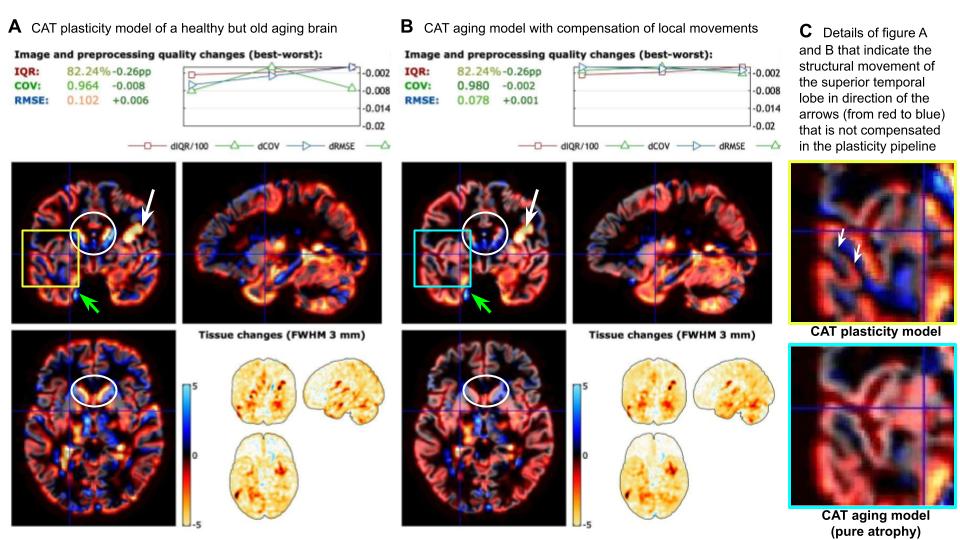 A CAT plasticity model of a healthy but old aging brain
Image and preprocessing quality changes (best-worst):
IQR: 82.24% -0.26pp
COV: 0.964 -0.008
RMSE: 0.102 +0.006
-0.002
-0.008
-0.014
-0.02
dIQR/100 dCOV dRMSE
Tissue changes (FWHM 3 mm)
5
0
-5
B CAT aging model with compensation of local movements
Image and preprocessing quality changes (best-worst):
IQR: 82.24% -0.26pp
COV: 0.980 -0.002
RMSE: 0.078 +0.001
-0.002
-0.008
-0.014
-0.02
dIQR/100 dCOV dRMSE
Tissue changes (FWHM 3 mm)
5
0
-5
C Details of figure A
and B that indicate the
structural movement of
the superior temporal
lobe in direction of the
arrows (from red to blue)
that is not compensated
in the plasticity pipeline
CAT plasticity model
CAT aging model
(pure atrophy)